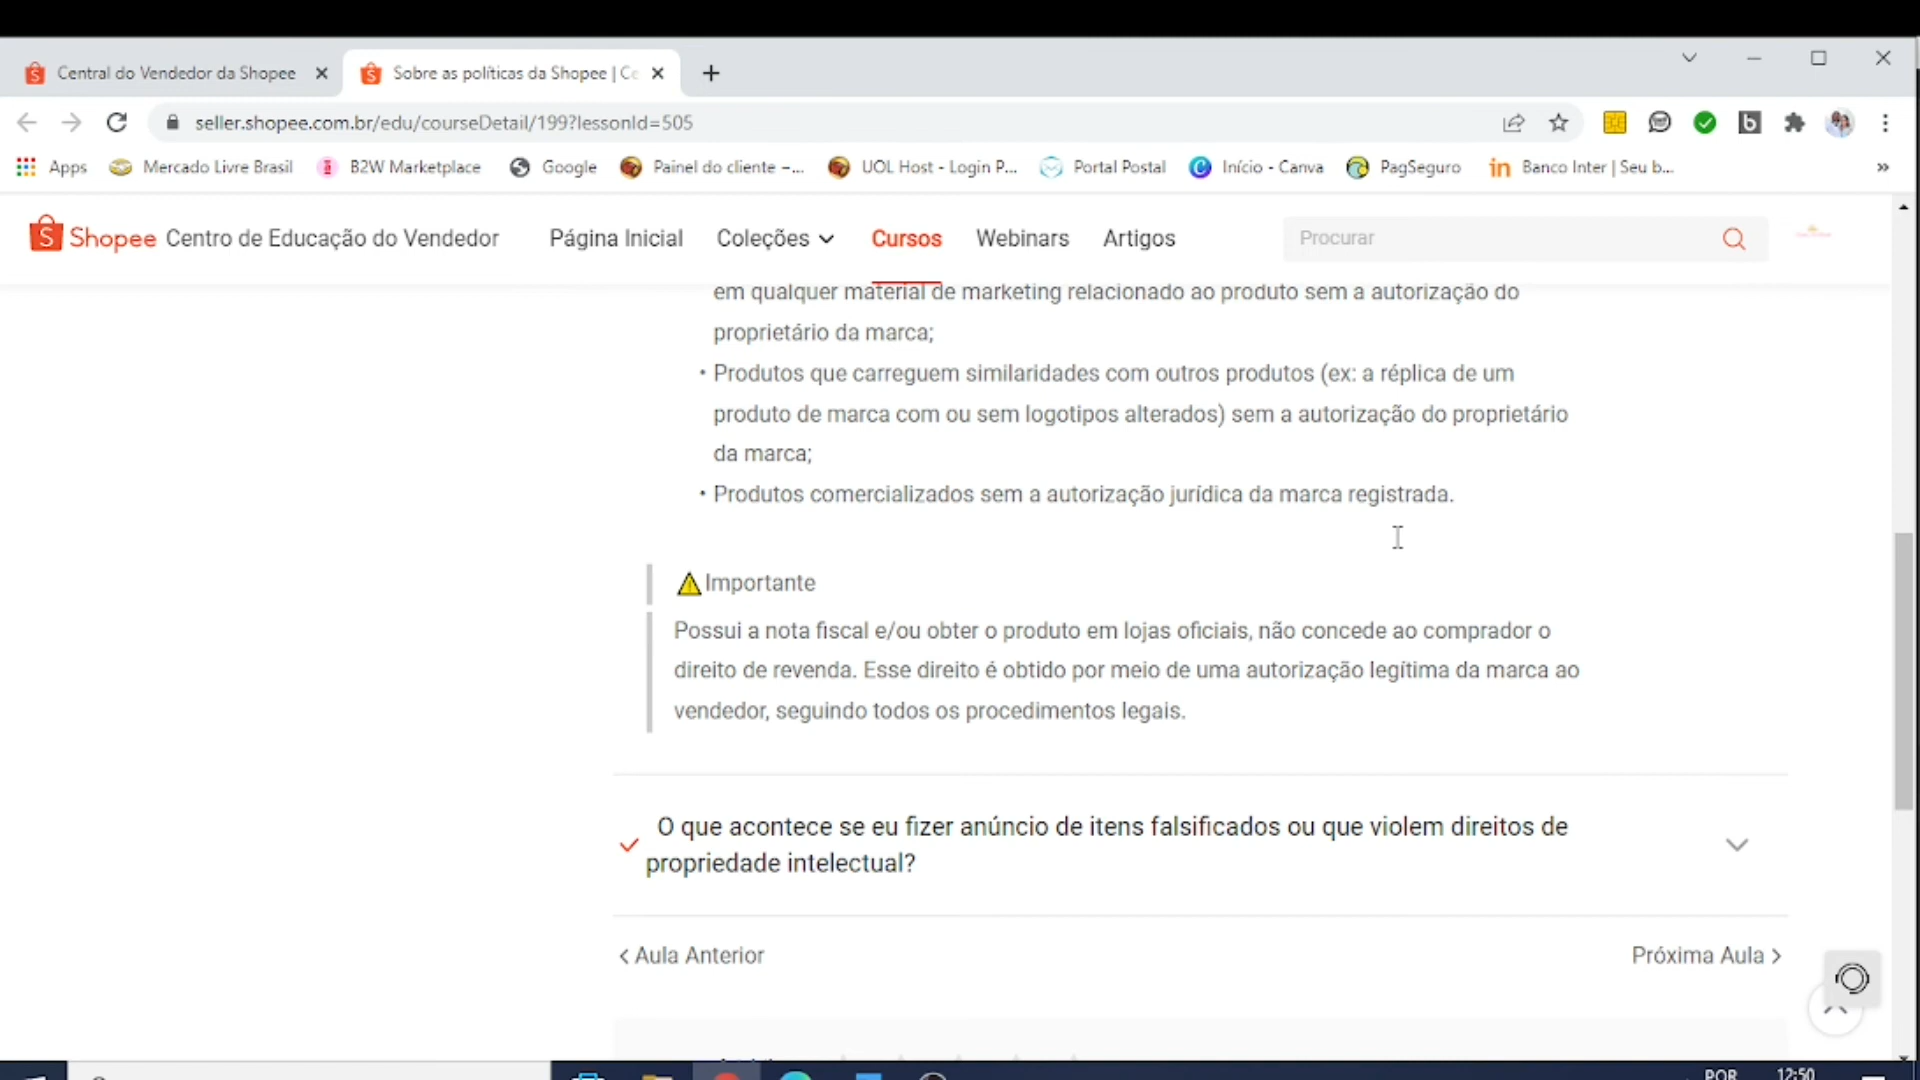 Central do Vendedor da Shopee
Sobre as políticas da Shopee | Ce
seller.shopee.com.br/edu/courseDetail/199?lessonId=505
Apps
Mercado Livre Brasil
B2W Marketplace
Google
Painel do cliente –...
UOL Host - Login P...
Portal Postal
Início - Canva
PagSeguro
Banco Inter | Seu b...
»
Shopee Centro de Educação do Vendedor
Página Inicial
Coleções
Cursos
Webinars
Artigos
Procurar
em qualquer material de marketing relacionado ao produto sem a autorização do
proprietário da marca;
• Produtos que carreguem similaridades com outros produtos (ex: a réplica de um
produto de marca com ou sem logotipos alterados) sem a autorização do proprietário
da marca;
• Produtos comercializados sem a autorização jurídica da marca registrada.
Importante
Possui a nota fiscal e/ou obter o produto em lojas oficiais, não concede ao comprador o
direito de revenda. Esse direito é obtido por meio de uma autorização legítima da marca ao
vendedor, seguindo todos os procedimentos legais.
O que acontece se eu fizer anúncio de itens falsificados ou que violem direitos de
propriedade intelectual?
Aula Anterior
Próxima Aula
POR
12:50